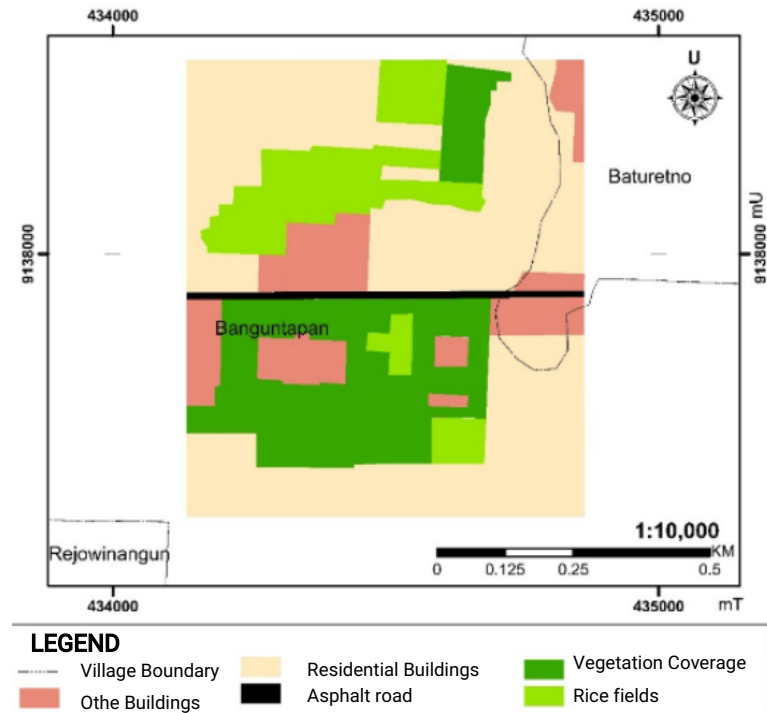 434000
435000
U
Baturetno
9138000
9138000 mU
Banguntapan
1:10,000
KM
0
0.125
0.25
0.5
Rejowinangun
434000
435000
mT
LEGEND
Village Boundary
Residential Buildings
Vegetation Coverage
Othe Buildings
Asphalt road
Rice fields